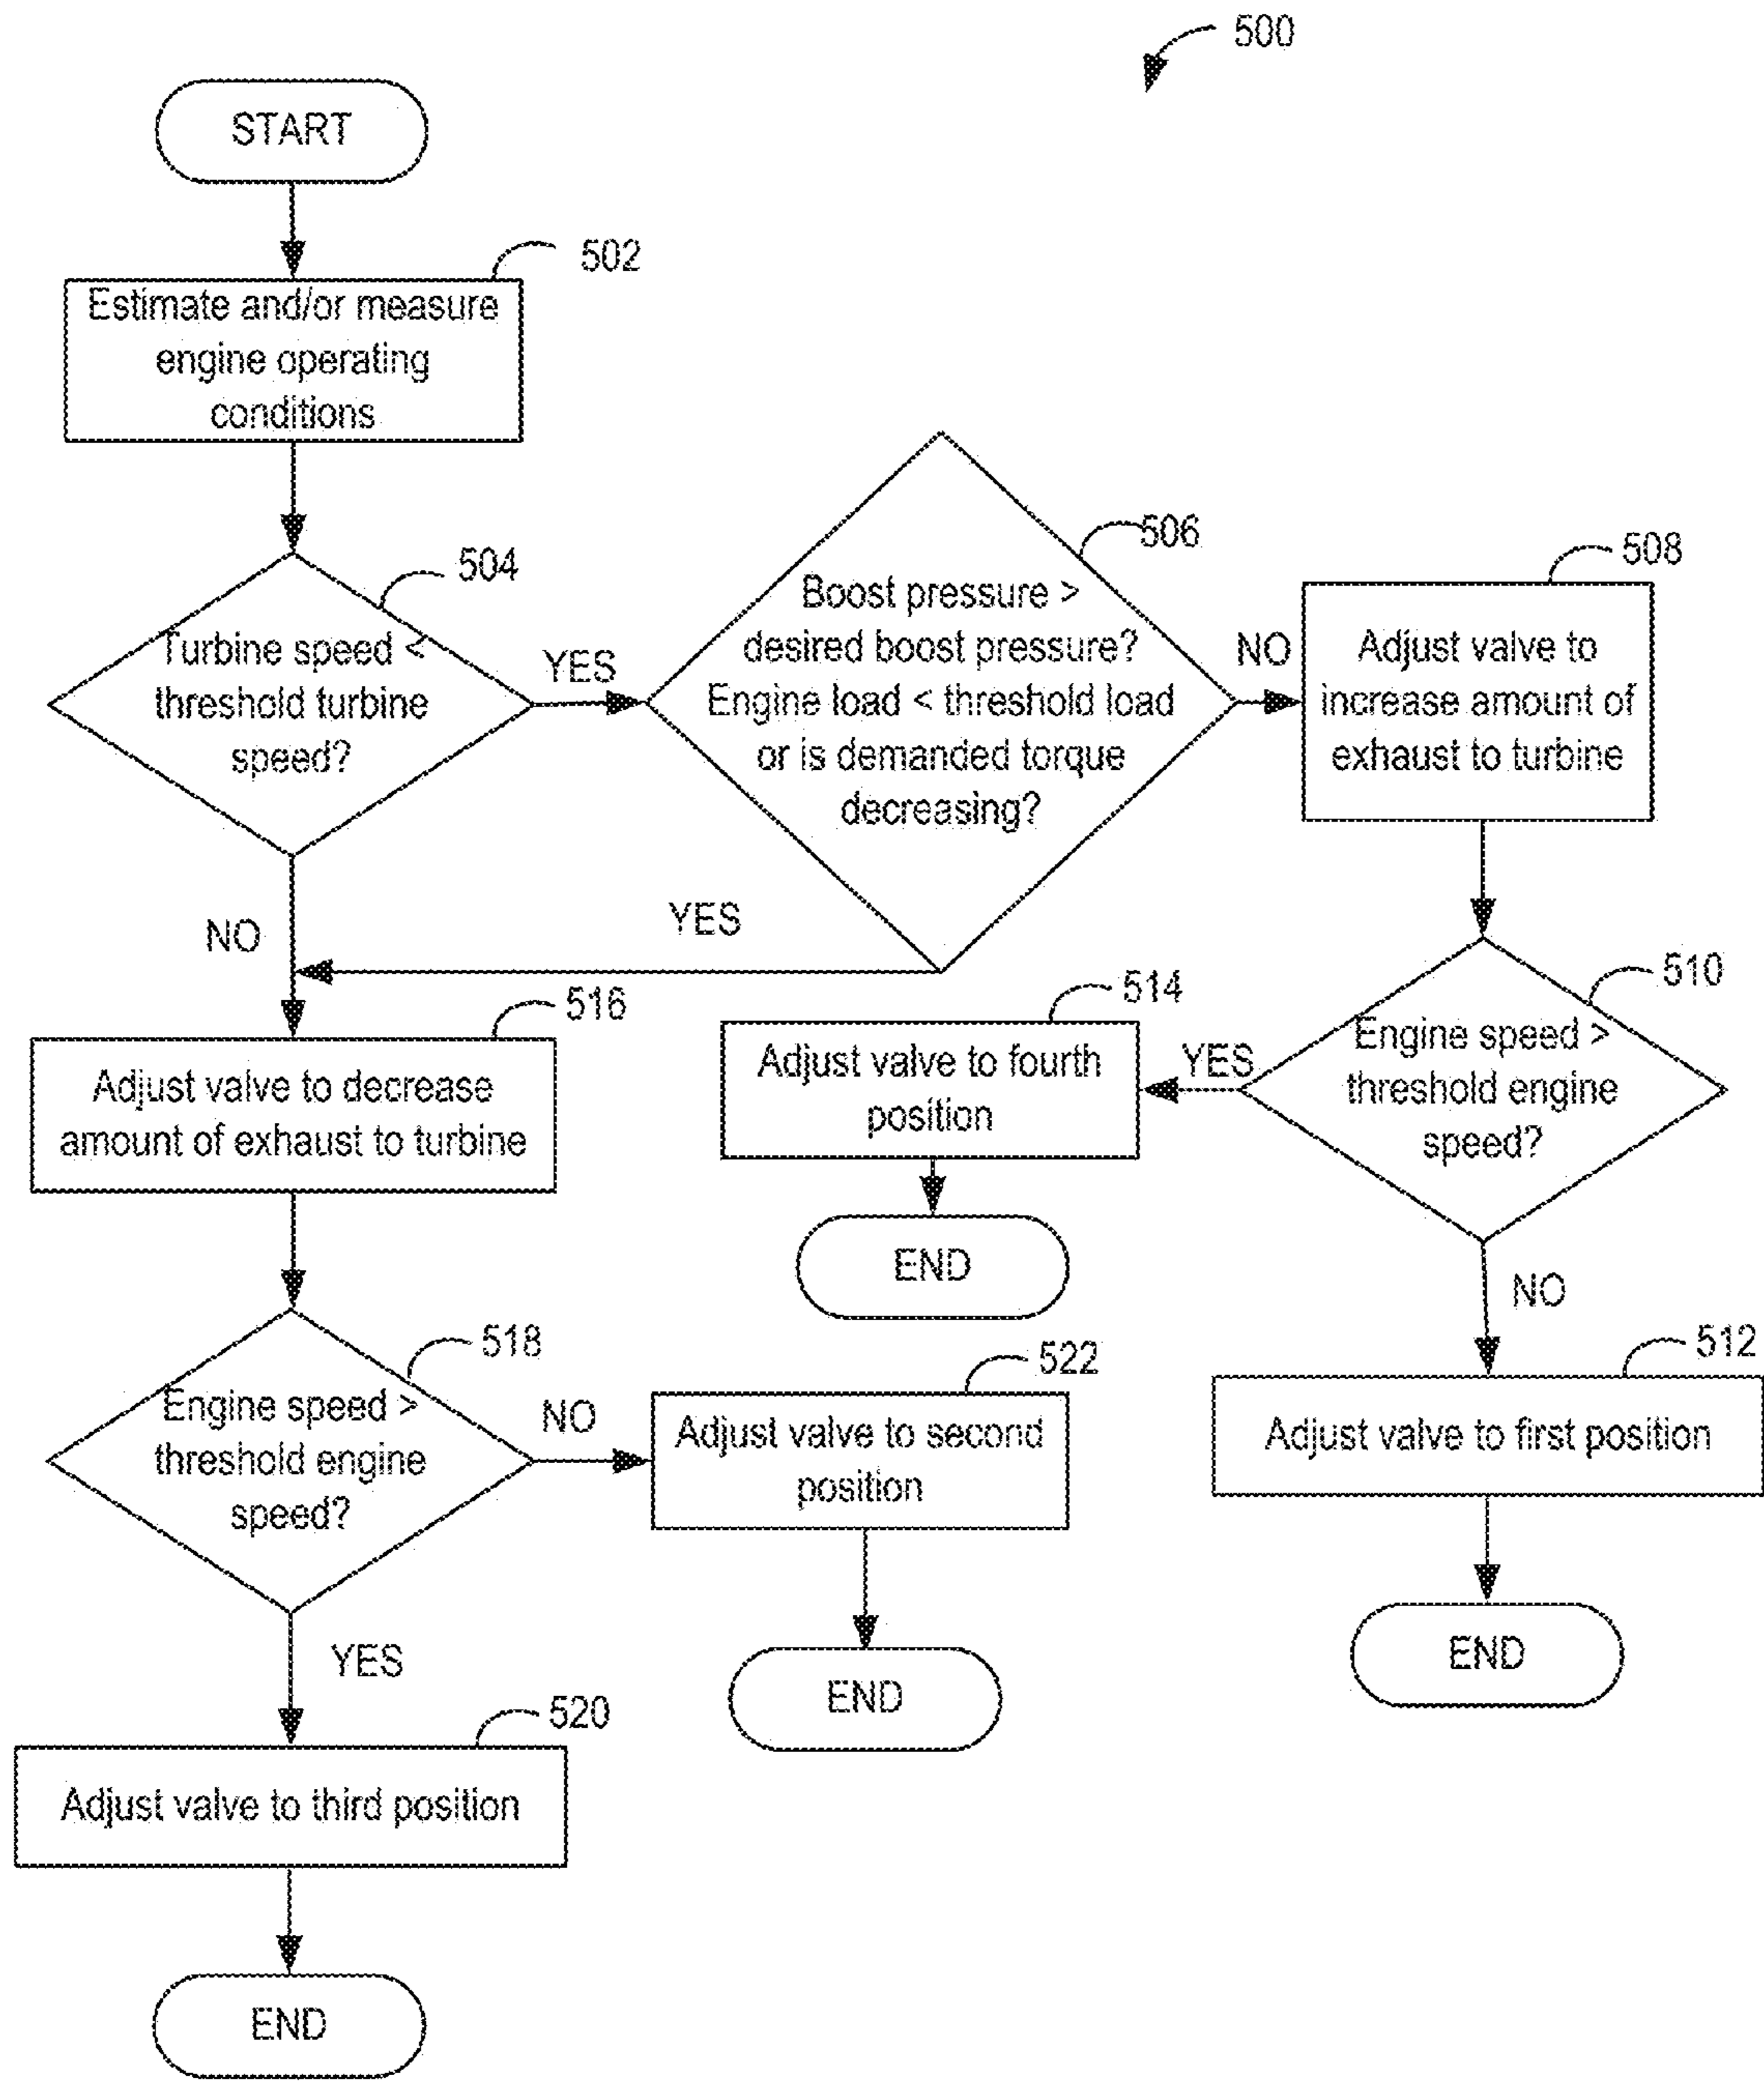 500
START
502
Estimate and/or measure
engine operating
conditions
504
Turbine speed <
threshold turbine
speed?
YES
NO
506
Boost pressure >
desired boost pressure?
Engine load < threshold load
or is demanded torque
decreasing?
NO
YES
508
Adjust valve to
increase amount of
exhaust to turbine
510
Engine speed >
threshold engine
speed?
YES
NO
514
Adjust valve to fourth
position
END
512
Adjust valve to first position
END
516
Adjust valve to decrease
amount of exhaust to turbine
518
Engine speed >
threshold engine
speed?
NO
YES
522
Adjust valve to second
position
END
520
Adjust valve to third position
END